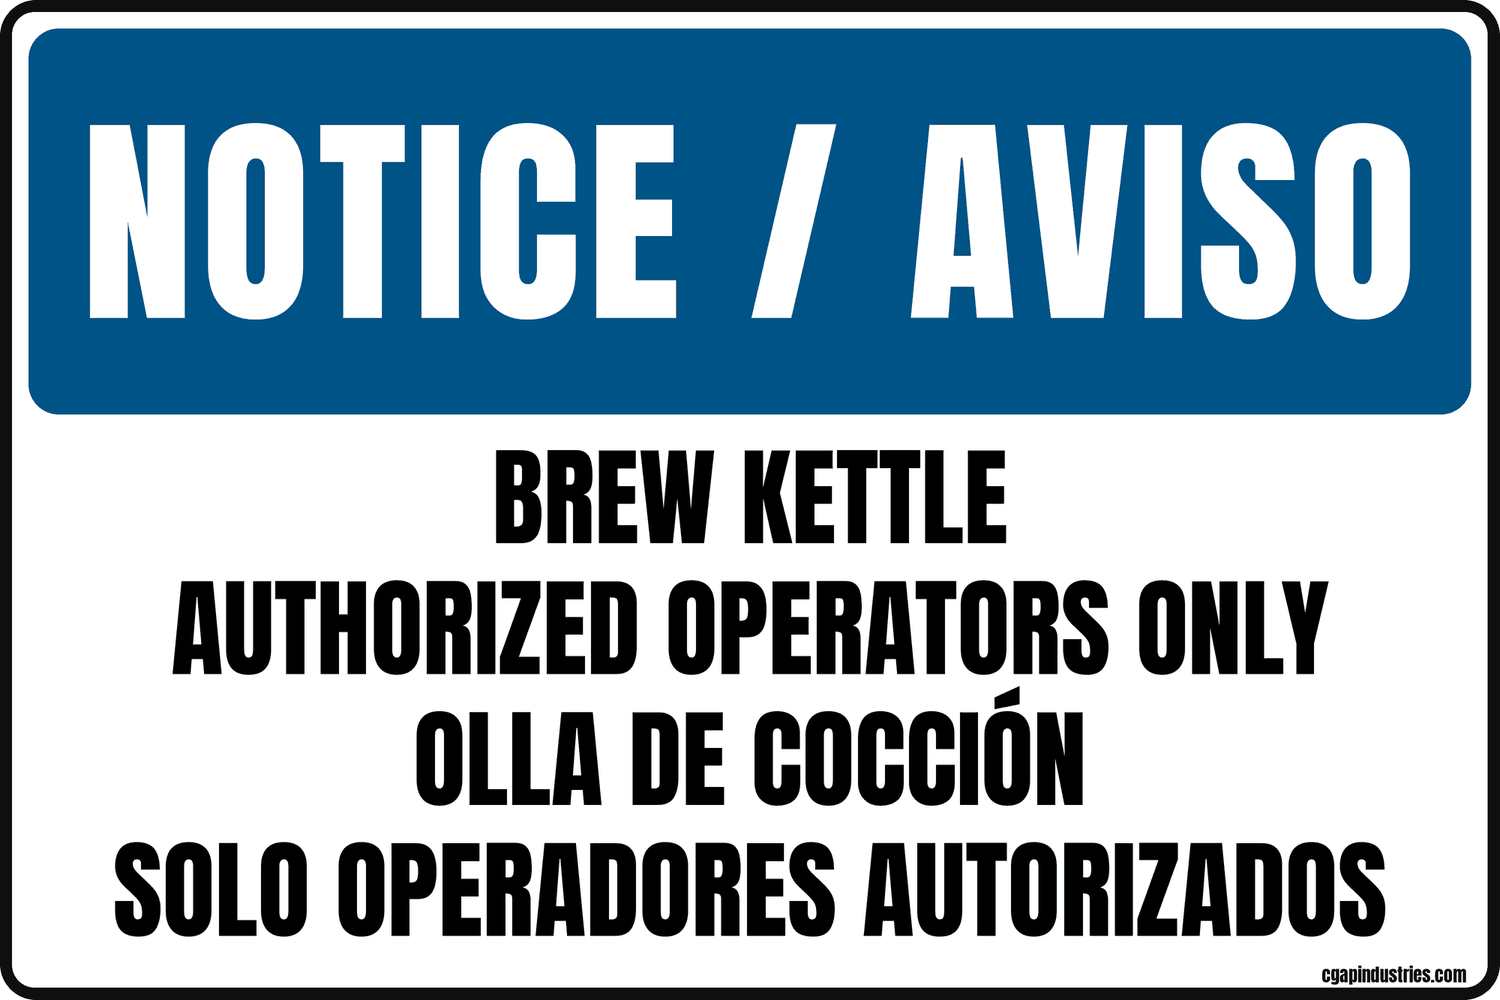 NOTICE / AVISO
BREW KETTLE
AUTHORIZED OPERATORS ONLY
OLLA DE COCCIÓN
SOLO OPERADORES AUTORIZADOS
cgapindustries.com